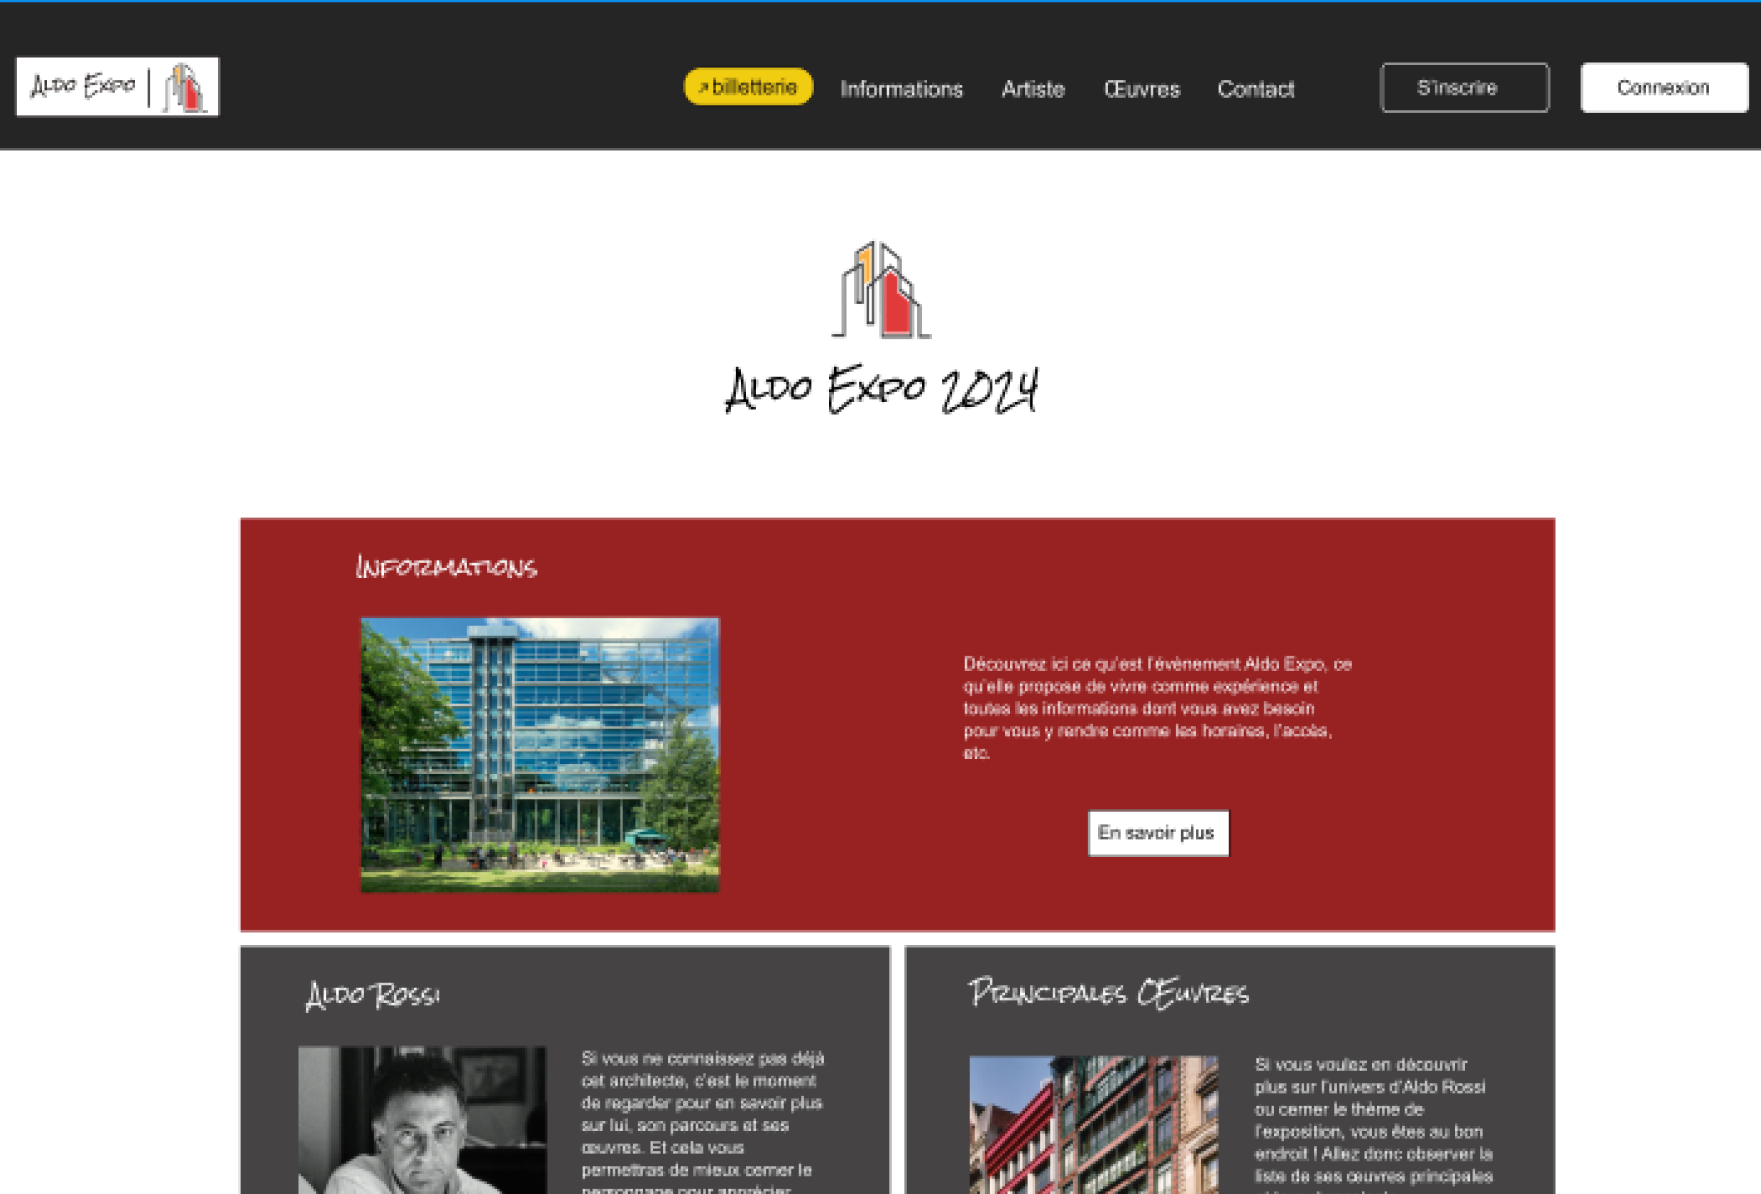 Aldo Expo
↗ billetterie
Informations
Artiste
Œuvres
Contact
S'inscrire
Connexion
Aldo Expo 2024
Informations
Découvrez ici ce qu'est l'évènement Aldo Expo, ce
qu'elle propose de vivre comme expérience et
toutes les informations dont vous avez besoin
pour vous y rendre comme les horaires, l'accès,
etc.
En savoir plus
Aldo Rossi
Si vous ne connaissez pas déjà
cet architecte, c'est le moment
de regarder pour en savoir plus
sur lui, son parcours et ses
œuvres. Et cela vous
permettras de mieux cerner le
personnage pour apprécier
Principales Œuvres
Si vous voulez en découvrir
plus sur l'univers d'Aldo Rossi
ou cerner le thème de
l'exposition, vous êtes au bon
endroit ! Allez donc observer la
liste de ses œuvres principales